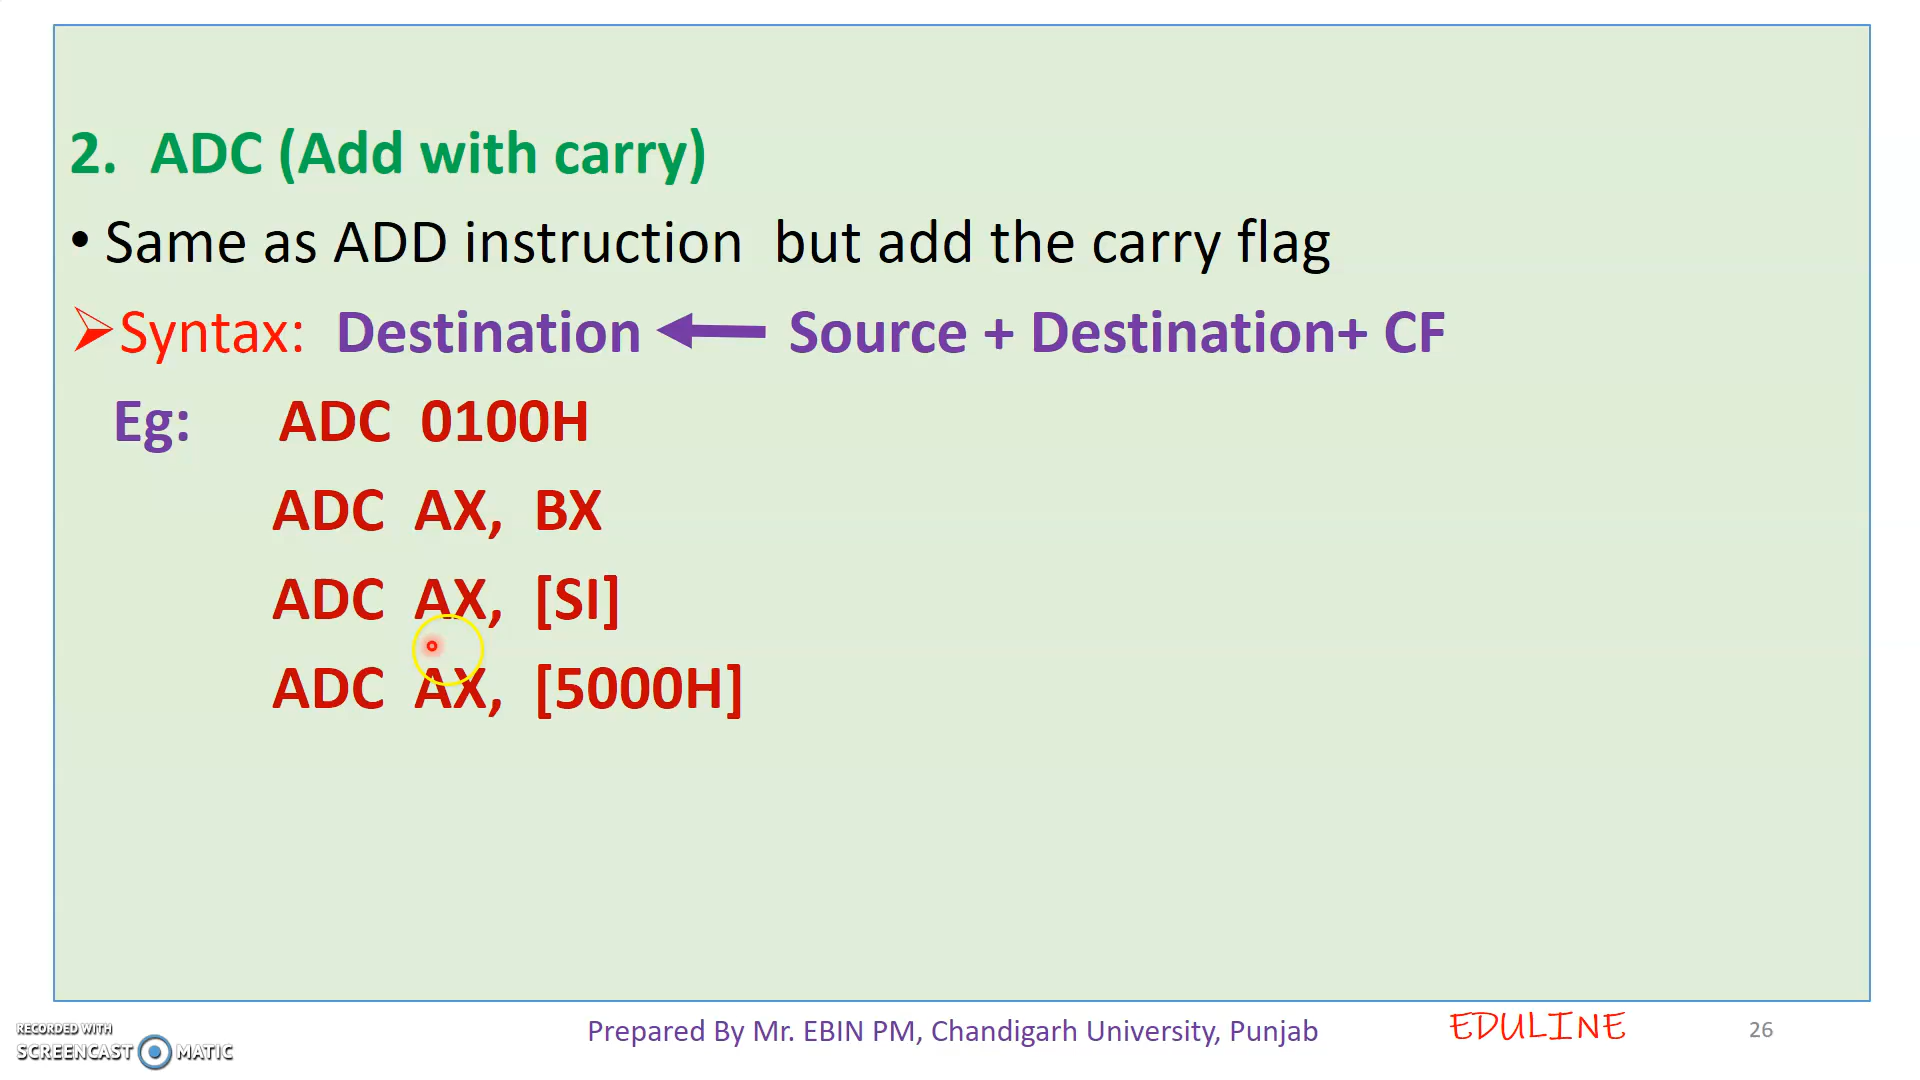 2. ADC (Add with carry)
• Same as ADD instruction but add the carry flag
➢Syntax: Destination ← Source + Destination+ CF
Eg: ADC 0100H
ADC AX, BX
ADC AX, [SI]
ADC AX, [5000H]
RECORDED WITH
SCREENCAST MATIC
Prepared By Mr. EBIN PM, Chandigarh University, Punjab
EDULINE
26